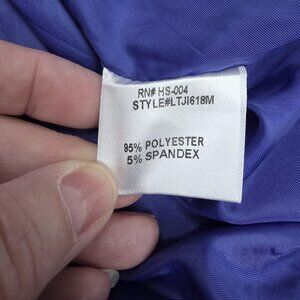 RN# HS-004
STYLE#LTJI618M
95% POLYESTER
5% SPANDEX